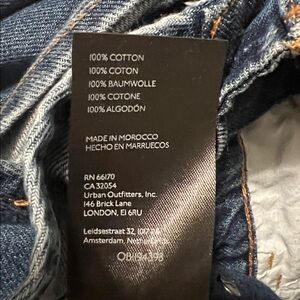 100% COTTON
100% COTON
100% BAUMWOLLE
100% COTONE
100% ALGODÓN
MADE IN MOROCCO
HECHO EN MARRUECOS
RN 66170
CA 32054
Urban Outfitters, Inc.
146 Brick Lane
LONDON, E1 6RU
Leidsestraat 32,
Amsterdam, Netherlands